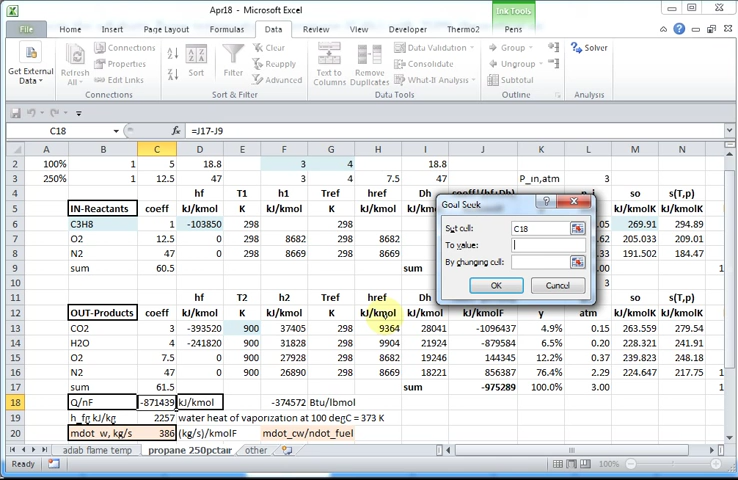 Apr18 - Microsoft Excel
Ink Tools
File Home Insert Page Layout Formulas Data Review View Developer Thermo2 Pens
Get External Data
Refresh All
Connections
Properties
Edit Links
Connections
Sort
Filter
Clear
Reapply
Advanced
Sort & Filter
Text to Columns
Remove Duplicates
Data Validation
Consolidate
What-If Analysis
Data Tools
Group
Ungroup
Subtotal
Outline
Solver
Analysis
C18 fx =J17-J9
A B C D E F G H I J K L M N
2 100% 1 5 18.8 3 4 18.8
3 250% 1 12.5 47 3 4 7.5 47 P_in,atm 3
4 hf T1 h1 Tref href Dh so s(T,p)
5 IN-Reactants coeff kJ/kmol K kJ/kmol K kJ/kmol kJ/kmolK kJ/kmolK
6 C3H8 1 -103850 298 298 269.91 294.89
7 O2 12.5 0 298 8682 298 8682 205.033 209.01
8 N2 47 0 298 8669 298 8669 191.502 184.47
9 sum 60.5 sum
10 3
11 hf T2 h2 Tref href Dh so s(T,p)
12 OUT-Products coeff kJ/kmol K kJ/kmol K kJ/kmol kJ/kmol kJ/kmolF % atm kJ/kmolK kJ/kmolK
13 CO2 3 -393520 900 37405 298 9364 28041 -1096437 4.9% 0.15 263.559 279.54
14 H2O 4 -241820 900 31828 298 9904 21924 6.5% 0.20 228.321 241.91
15 O2 7.5 0 900 27928 298 8682 19246 144345 12.2% 0.37 239.823 248.18
16 N2 47 0 900 26890 298 8669 18221 856387 76.4% 2.29 224.647 217.75
17 sum 61.5 sum -975289 100.0% 3.00
18 Q/nF -871439 kJ/kmol -374572 Btu/lbmol
19 h_fg kJ/kg 2257 water heat of vaporization at 100 degC = 373 K
20 mdot_w, kg/s 386 (kg/s)/kmolF mdot_cw/ndot_fuel
Goal Seek
Set cell: C18
To value:
By changing cell:
OK Cancel
adiab flame temp propane 250pctair other
Ready 100%